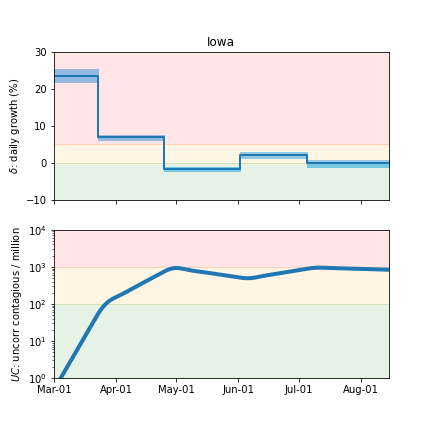 Iowa
δ: daily growth (%)
30
20
10
0
−10
UC: uncorr contagious / million
10⁴
10³
10²
10¹
10⁰
Mar-01 Apr-01 May-01 Jun-01 Jul-01 Aug-01